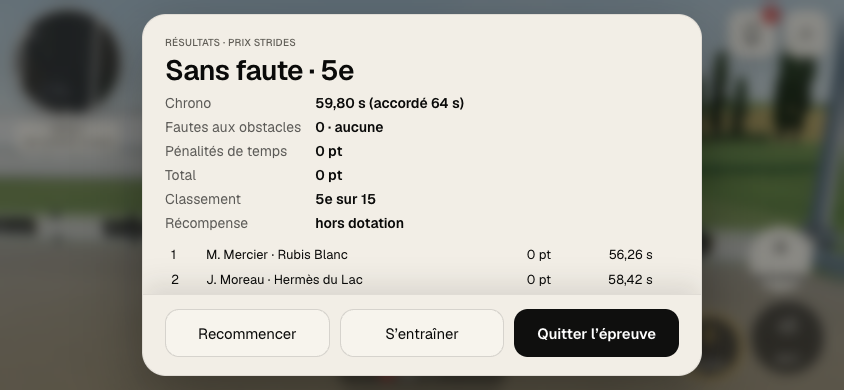 RÉSULTATS · PRIX STRIDES
Sans faute · 5e
Chrono 59,80 s (accordé 64 s)
Fautes aux obstacles 0 · aucune
Pénalités de temps 0 pt
Total 0 pt
Classement 5e sur 15
Récompense hors dotation
1 M. Mercier · Rubis Blanc 0 pt 56,26 s
2 J. Moreau · Hermès du Lac 0 pt 58,42 s
Recommencer S’entraîner Quitter l’épreuve